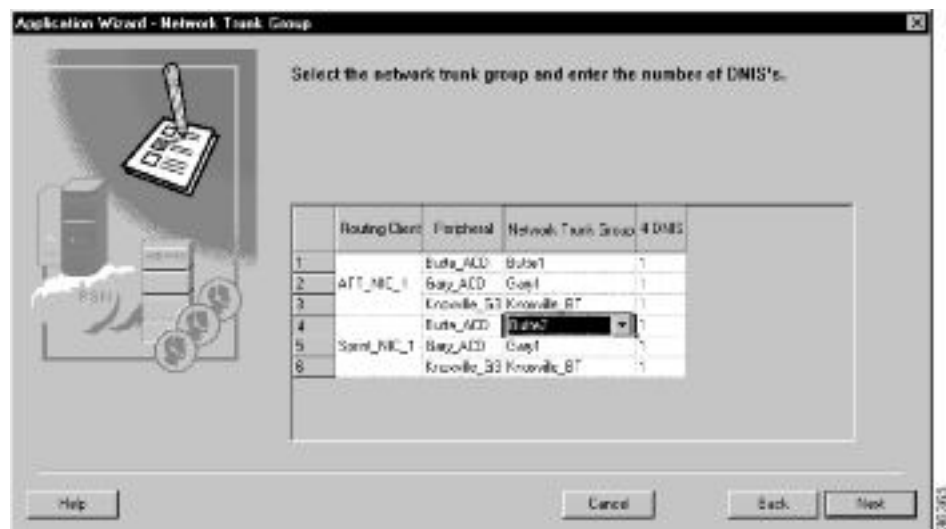 Application Wizard - Network Trunk Group
Select the network trunk group and enter the number of DNIS's.
Routing Client Peripheral Network Trunk Group # DNIS
1 Butte_ACD Butte1 1
2 ATT_NIC_1 Gary_ACD Gary1 1
3 Knoxville_G3 Knoxville_BT 1
4 Butte_ACD Butte2 1
5 Sprint_NIC_1 Gary_ACD Gary1 1
6 Knoxville_G3 Knoxville_BT 1
Help Cancel Back Next